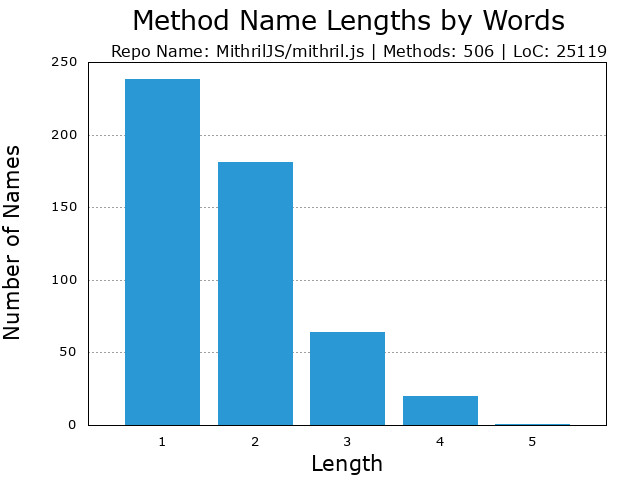 Method Name Lengths by Words
Repo Name: MithrilJS/mithril.js | Methods: 506 | LoC: 25119
Number of Names
250
200
150
100
50
0
1 2 3 4 5
Length